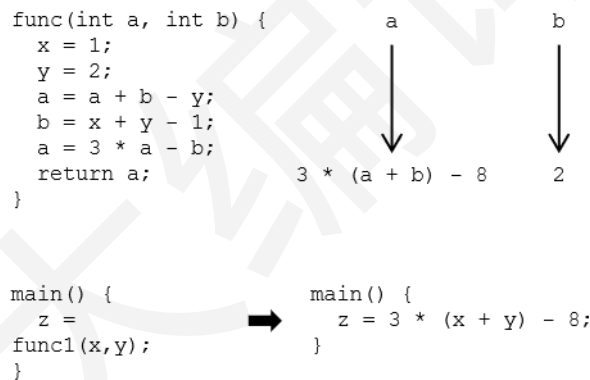 func(int a, int b) {
x = 1;
y = 2;
a = a + b - y;
b = x + y - 1;
a = 3 * a - b;
return a;
}
a b
3 * (a + b) - 8 2
main() {
z =
func1(x,y);
}
main() {
z = 3 * (x + y) - 8;
}